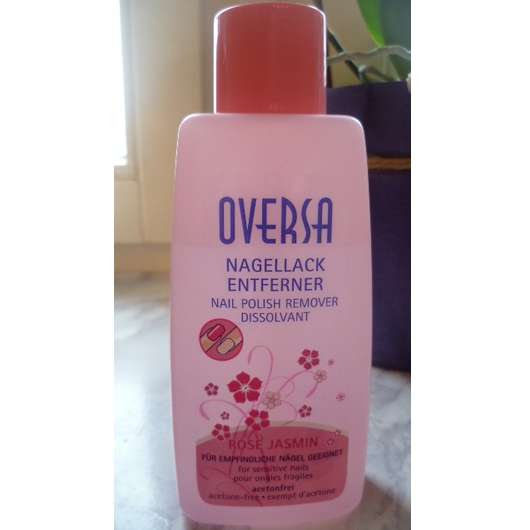 OVERSA
NAGELLACK
ENTFERNER
NAIL POLISH REMOVER
DISSOLVANT
ROSE JASMIN
FÜR EMPFINDLICHE NÄGEL GEEIGNET
for sensitive nails
pour ongles fragiles
acetonfrei
acetone-free • exempt d'acetone